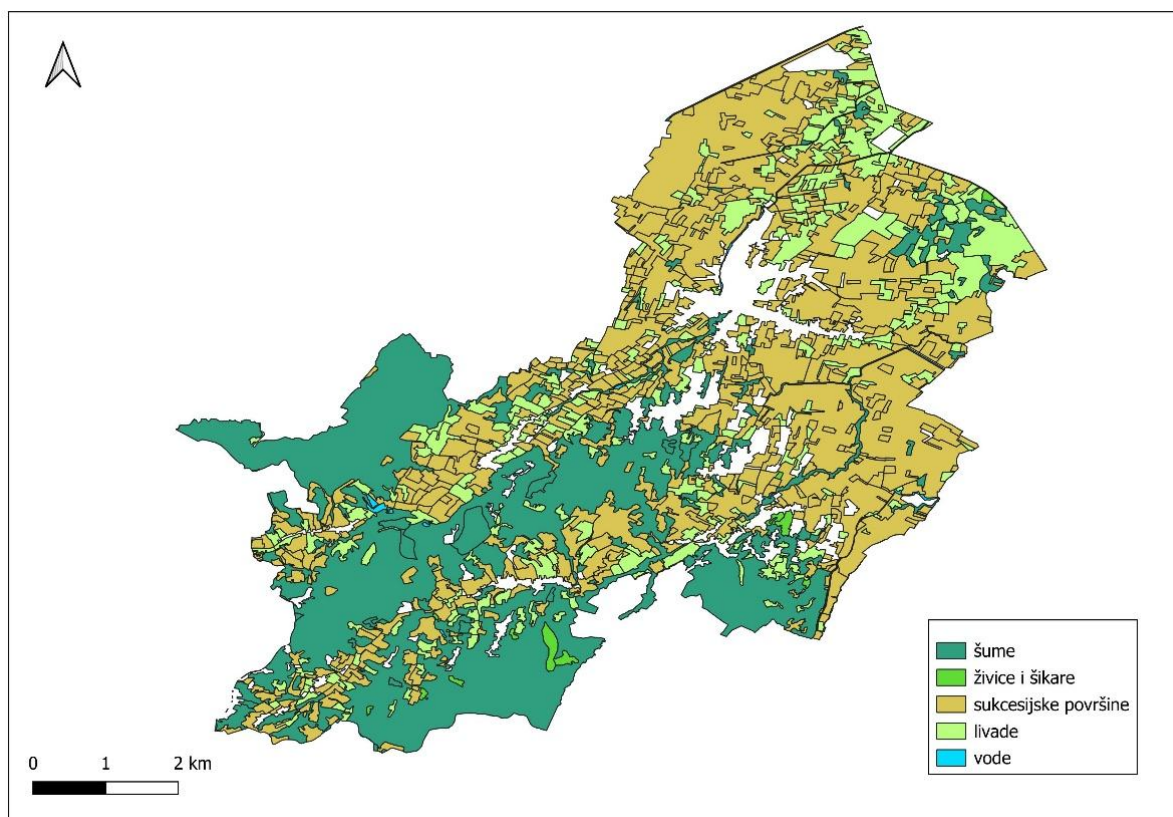 šume
živice i šikare
sukcesijske površine
livade
vode
0 1 2 km